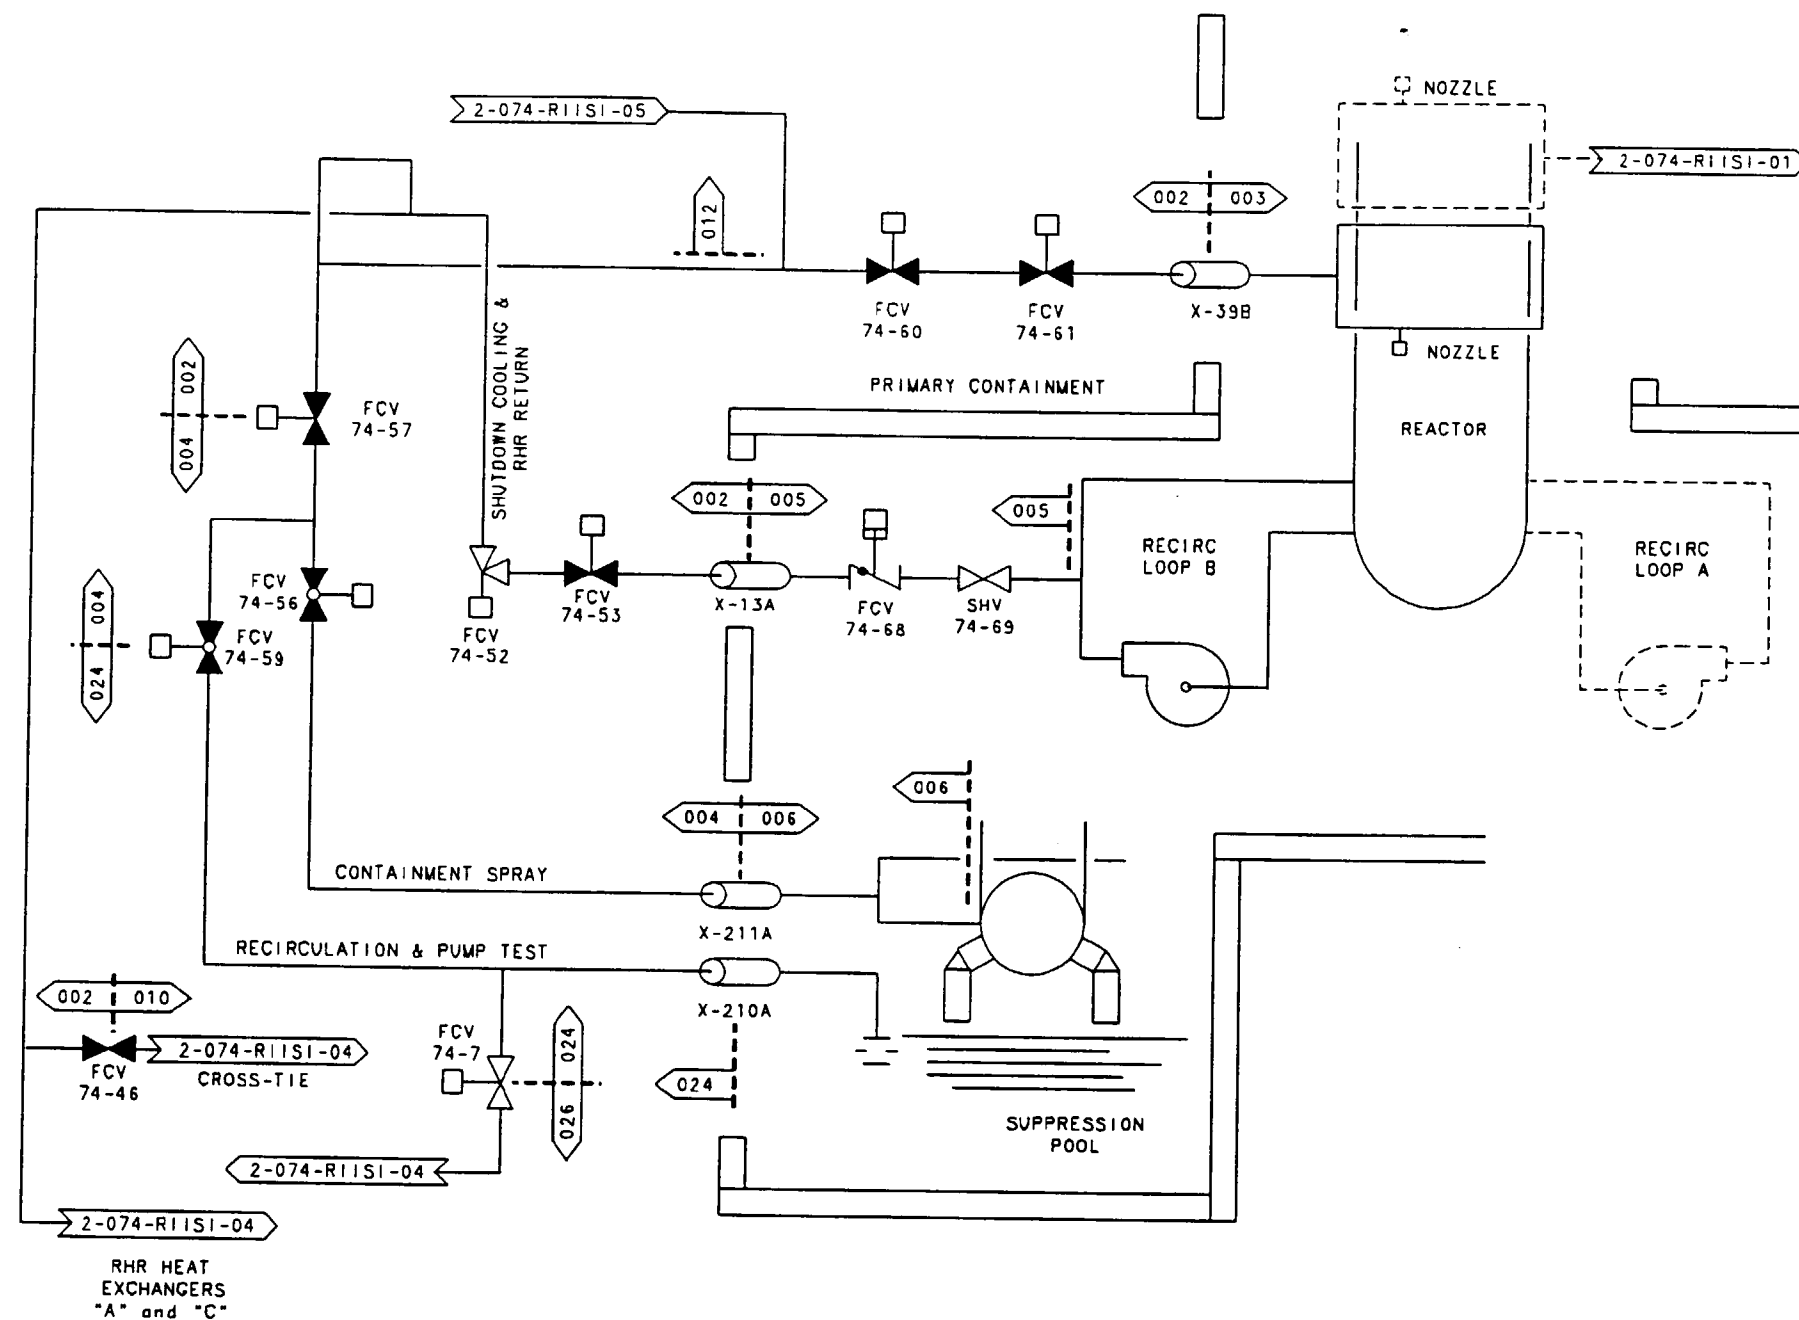 NOZZLE
2-074-R11S1-05
2-074-R11S1-01
002 003
012
FCV
74-60
FCV
74-61
X-39B
SHUTDOWN COOLING &
RHR RETURN
NOZZLE
004 002
FCV
74-57
PRIMARY CONTAINMENT
REACTOR
002 005
005
RECIRC
LOOP B
RECIRC
LOOP A
024 004
FCV
74-56
FCV
74-59
FCV
74-52
FCV
74-53
X-13A
FCV
74-68
SHV
74-69
006
004 006
CONTAINMENT SPRAY
X-211A
RECIRCULATION & PUMP TEST
X-210A
002 010
2-074-R11S1-04
CROSS-TIE
FCV
74-46
FCV
74-7
026 024
024
SUPPRESSION
POOL
2-074-R11S1-04
2-074-R11S1-04
RHR HEAT
EXCHANGERS
"A" and "C"